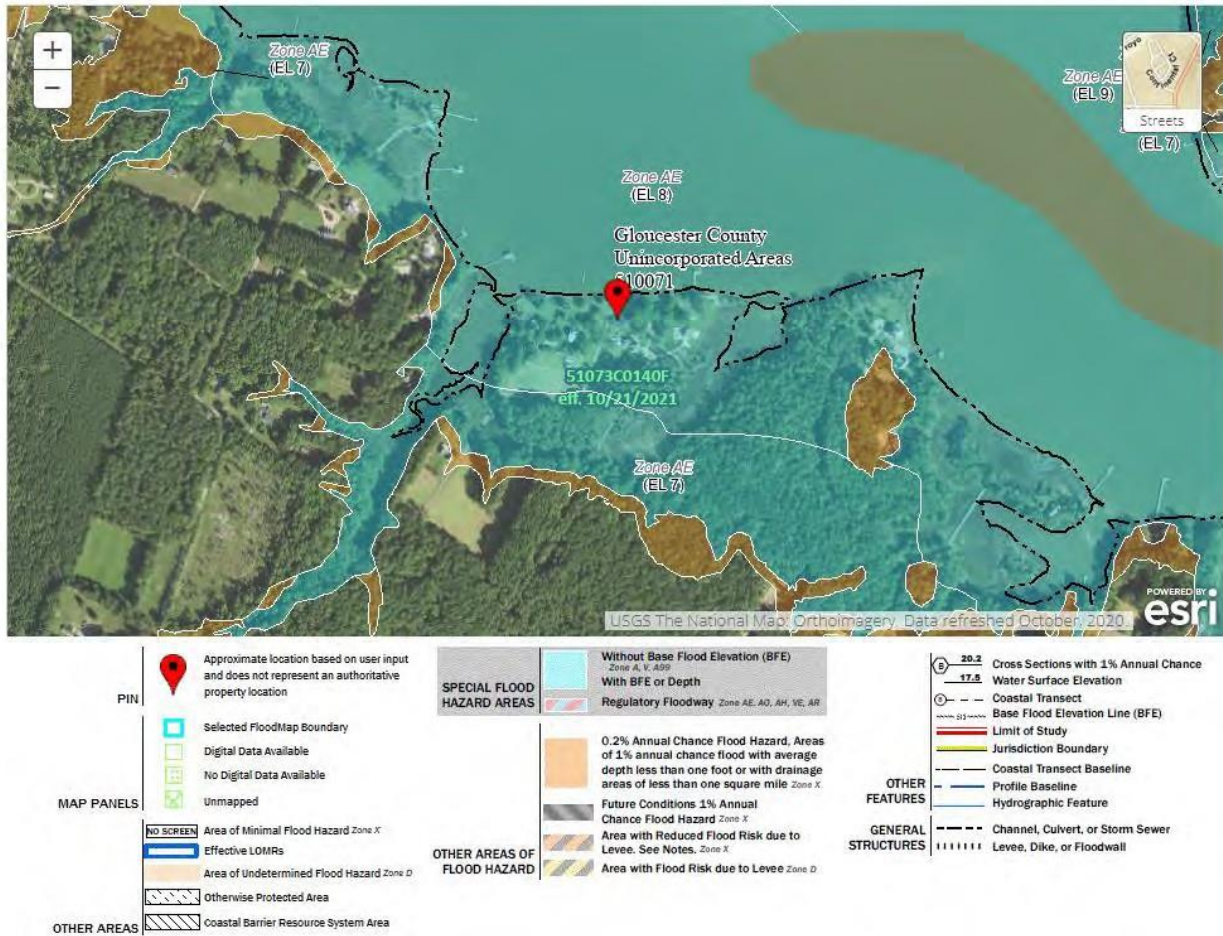 +
−
Zone AE
(EL 7)
Zone AE
(EL 9)
(EL 7)
Continental Ct
Streets
Zone AE
(EL 8)
Gloucester County
Unincorporated Areas
510071
51073C0140F
eff. 10/21/2021
Zone AE
(EL 7)
USGS The National Map: Orthoimagery. Data refreshed October, 2020.
POWERED BY
esri
PIN
Approximate location based on user input
and does not represent an authoritative
property location
MAP PANELS
Selected FloodMap Boundary
Digital Data Available
No Digital Data Available
Unmapped
OTHER AREAS
NO SCREEN Area of Minimal Flood Hazard Zone X
Effective LOMRs
Area of Undetermined Flood Hazard Zone D
Otherwise Protected Area
Coastal Barrier Resource System Area
SPECIAL FLOOD
HAZARD AREAS
Without Base Flood Elevation (BFE)
Zone A, V, A99
With BFE or Depth
Regulatory Floodway Zone AE, AO, AH, VE, AR
OTHER AREAS OF
FLOOD HAZARD
0.2% Annual Chance Flood Hazard, Areas
of 1% annual chance flood with average
depth less than one foot or with drainage
areas of less than one square mile Zone X
Future Conditions 1% Annual
Chance Flood Hazard Zone X
Area with Reduced Flood Risk due to
Levee. See Notes. Zone X
Area with Flood Risk due to Levee Zone D
OTHER
FEATURES
B 20.2 Cross Sections with 1% Annual Chance
17.5 Water Surface Elevation
8 Coastal Transect
513 Base Flood Elevation Line (BFE)
Limit of Study
Jurisdiction Boundary
Coastal Transect Baseline
Profile Baseline
Hydrographic Feature
GENERAL
STRUCTURES
Channel, Culvert, or Storm Sewer
Levee, Dike, or Floodwall